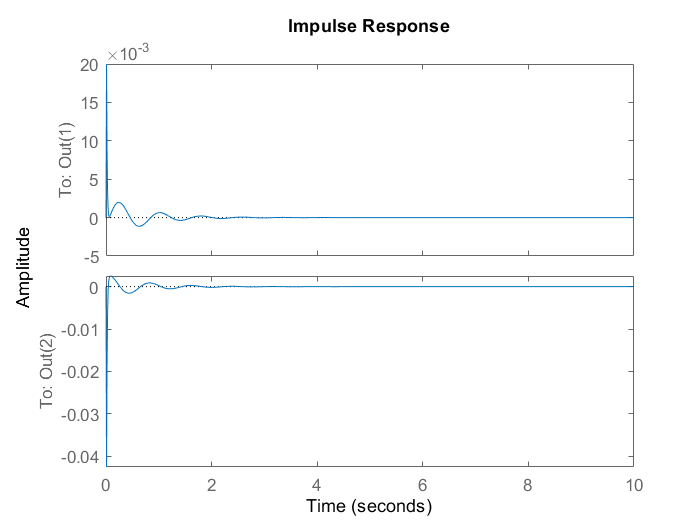 Impulse Response
×10⁻³
20
15
10
5
0
-5
To: Out(1)
Amplitude
0
-0.01
-0.02
-0.03
-0.04
To: Out(2)
0 2 4 6 8 10
Time (seconds)